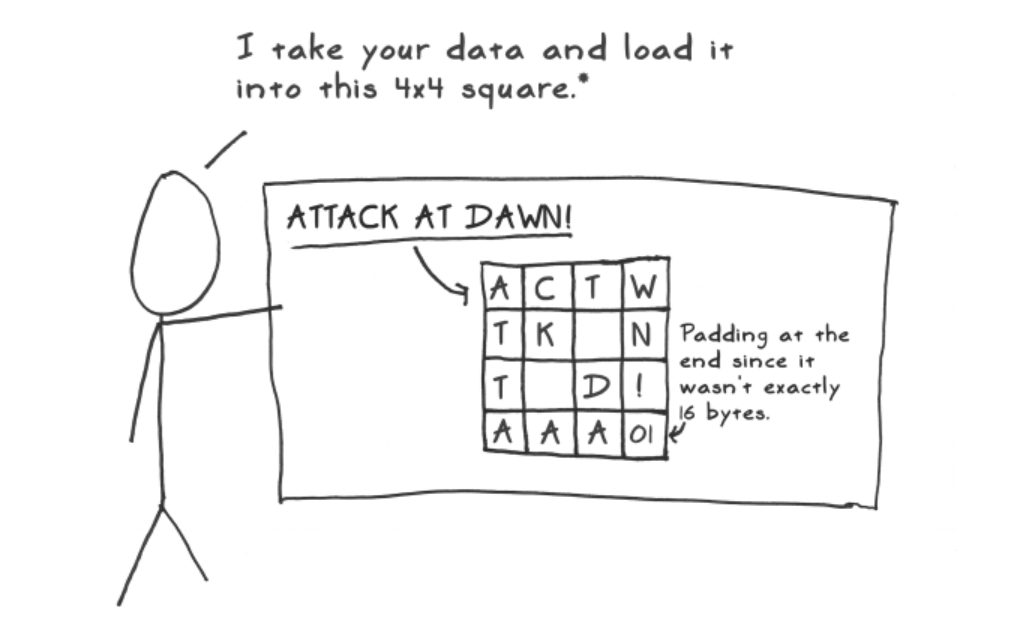 I take your data and load it
into this 4x4 square.*
ATTACK AT DAWN!
A C T W
T K N
T D !
A A A 01
Padding at the
end since it
wasn't exactly
16 bytes.